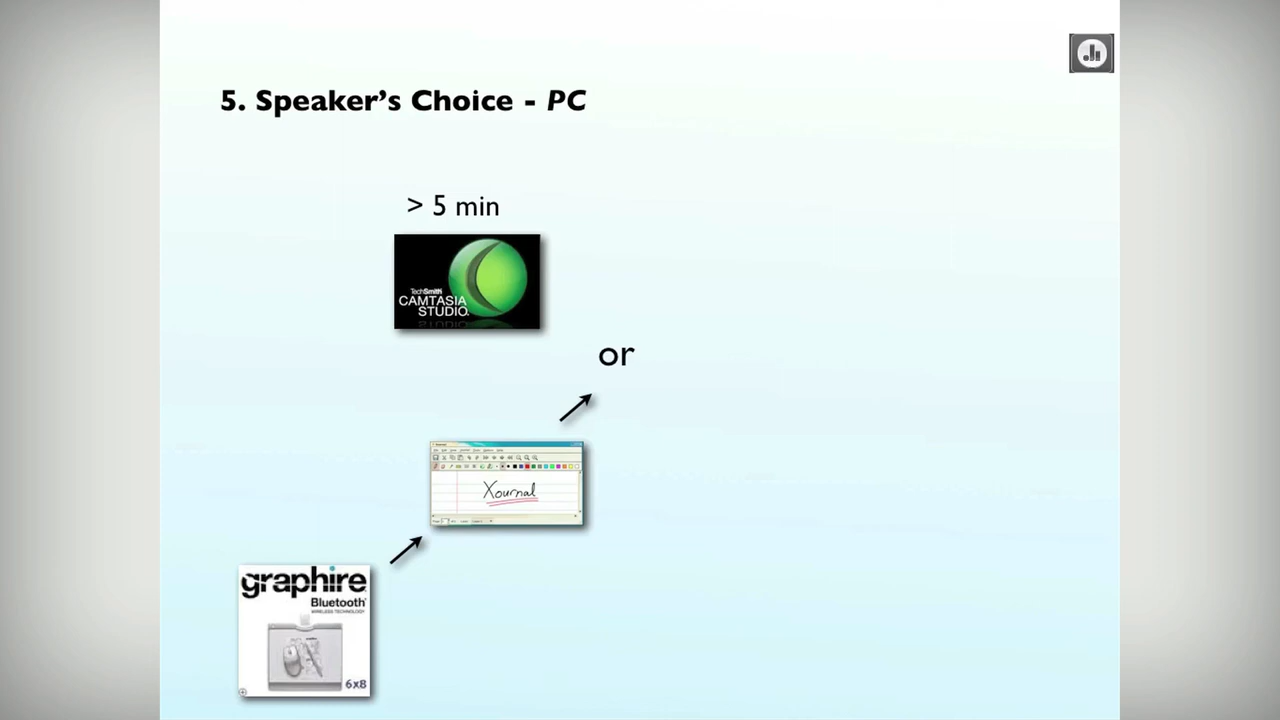 5. Speaker's Choice - PC
> 5 min
TechSmith
CAMTASIA
STUDIO
or
Xournal
graphire
Bluetooth
WIRELESS TECHNOLOGY
6x8